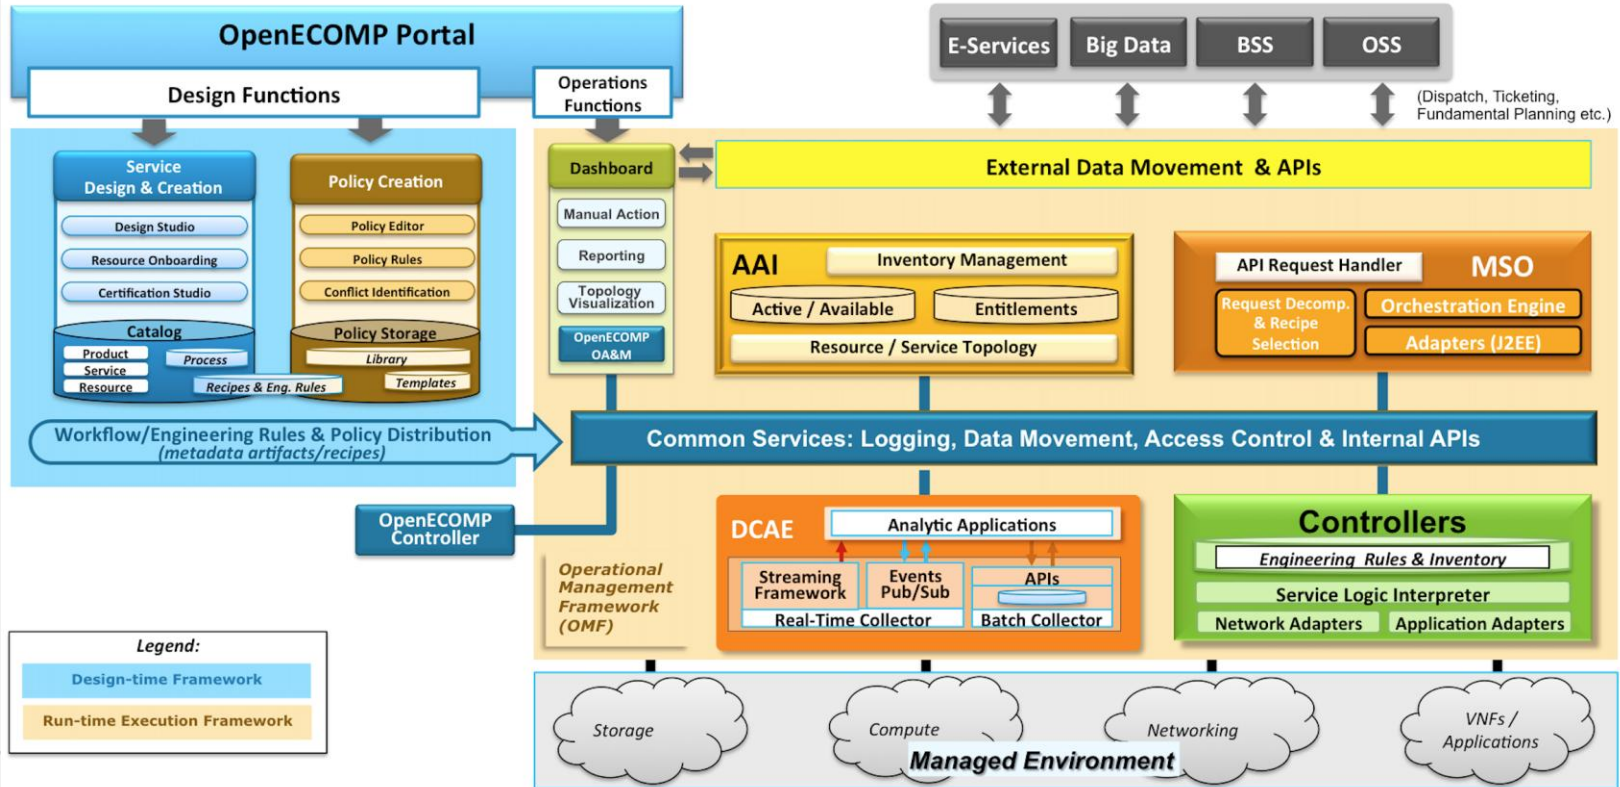 OpenECOMP Portal
Design Functions
Operations
Functions
E-Services
Big Data
BSS
OSS
(Dispatch, Ticketing,
Fundamental Planning etc.)
Service
Design & Creation
Design Studio
Resource Onboarding
Certification Studio
Catalog
Product
Service
Resource
Process
Recipes & Eng. Rules
Policy Creation
Policy Editor
Policy Rules
Conflict Identification
Policy Storage
Library
Templates
Dashboard
Manual Action
Reporting
Topology
Visualization
OpenECOMP
OA&M
External Data Movement & APIs
AAI
Inventory Management
Active / Available
Entitlements
Resource / Service Topology
API Request Handler
MSO
Request Decomp.
& Recipe
Selection
Orchestration Engine
Adapters (J2EE)
Workflow/Engineering Rules & Policy Distribution
(metadata artifacts/recipes)
Common Services: Logging, Data Movement, Access Control & Internal APIs
OpenECOMP
Controller
Operational
Management
Framework
(OMF)
DCAE
Analytic Applications
Streaming
Framework
Events
Pub/Sub
APIs
Real-Time Collector
Batch Collector
Controllers
Engineering Rules & Inventory
Service Logic Interpreter
Network Adapters
Application Adapters
Legend:
Design-time Framework
Run-time Execution Framework
Storage
Compute
Networking
VNFs /
Applications
Managed Environment